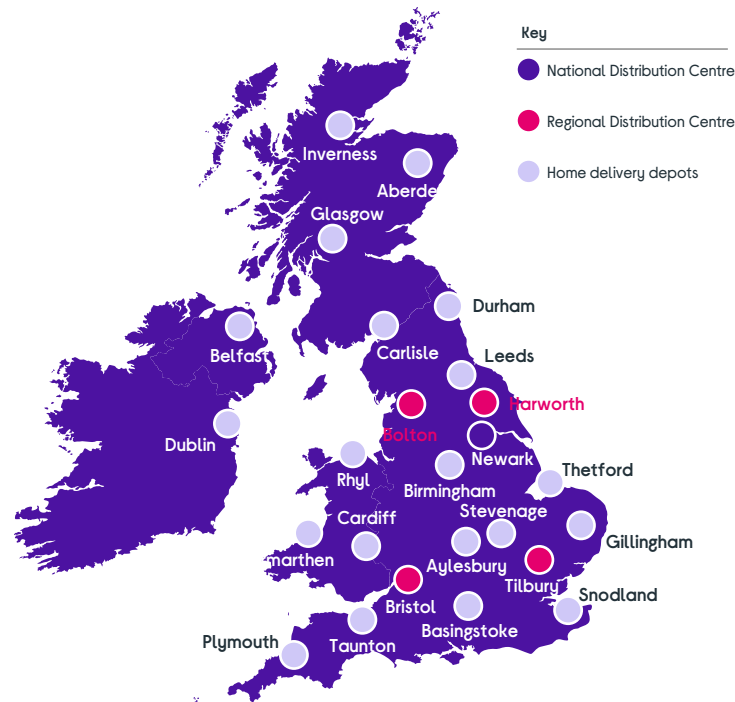 Key
National Distribution Centre
Regional Distribution Centre
Home delivery depots
Inverness
Aberde
Glasgow
Durham
Belfast
Carlisle
Leeds
Harworth
Bolton
Dublin
Newark
Thetford
Rhyl
Birmingham
Stevenage
Cardiff
Gillingham
marthen
Aylesbury
Tilbury
Snodland
Bristol
Basingstoke
Plymouth
Taunton